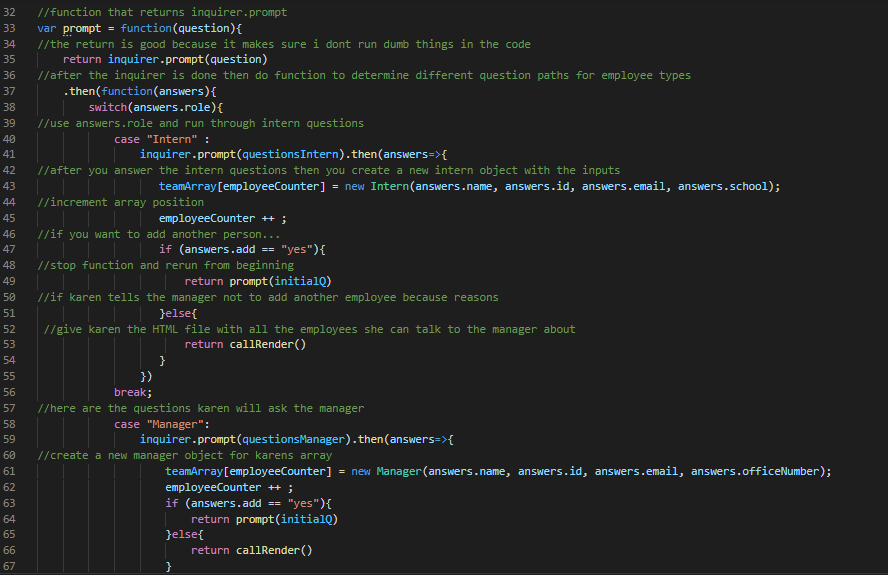 32 //function that returns inquirer.prompt
33 var prompt = function(question){
34 //the return is good because it makes sure i dont run dumb things in the code
35 return inquirer.prompt(question)
36 //after the inquirer is done then do function to determine different question paths for employee types
37 .then(function(answers){
38 switch(answers.role){
39 //use answers.role and run through intern questions
40 case "Intern" :
41 inquirer.prompt(questionsIntern).then(answers=>{
42 //after you answer the intern questions then you create a new intern object with the inputs
43 teamArray[employeeCounter] = new Intern(answers.name, answers.id, answers.email, answers.school);
44 //increment array position
45 employeeCounter ++ ;
46 //if you want to add another person...
47 if (answers.add == "yes"){
48 //stop function and rerun from beginning
49 return prompt(initialQ)
50 //if karen tells the manager not to add another employee because reasons
51 }else{
52 //give karen the HTML file with all the employees she can talk to the manager about
53 return callRender()
54 }
55 })
56 break;
57 //here are the questions karen will ask the manager
58 case "Manager":
59 inquirer.prompt(questionsManager).then(answers=>{
60 //create a new manager object for karens array
61 teamArray[employeeCounter] = new Manager(answers.name, answers.id, answers.email, answers.officeNumber);
62 employeeCounter ++ ;
63 if (answers.add == "yes"){
64 return prompt(initialQ)
65 }else{
66 return callRender()
67 }